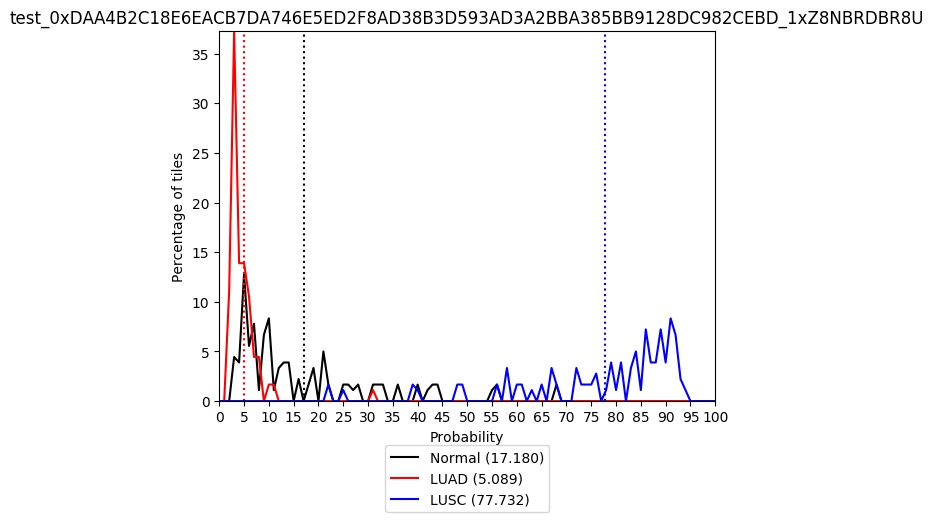 test_0xDAA4B2C18E6EACB7DA746E5ED2F8AD38B3D593AD3A2BBA385BB9128DC982CEBD_1xZ8NBRDBR8U
35
30
25
20
15
10
5
0
Percentage of tiles
0 5 10 15 20 25 30 35 40 45 50 55 60 65 70 75 80 85 90 95 100
Probability
Normal (17.180)
LUAD (5.089)
LUSC (77.732)